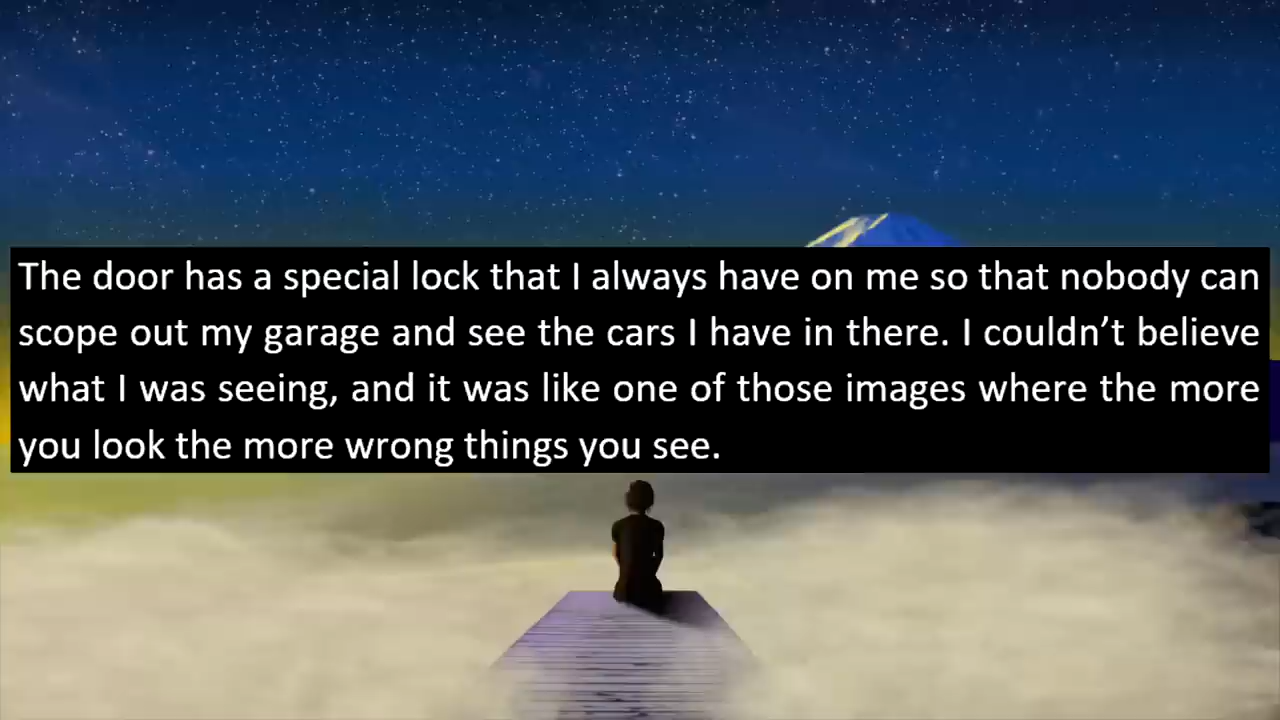 The door has a special lock that I always have on me so that nobody can
scope out my garage and see the cars I have in there. I couldn’t believe
what I was seeing, and it was like one of those images where the more
you look the more wrong things you see.